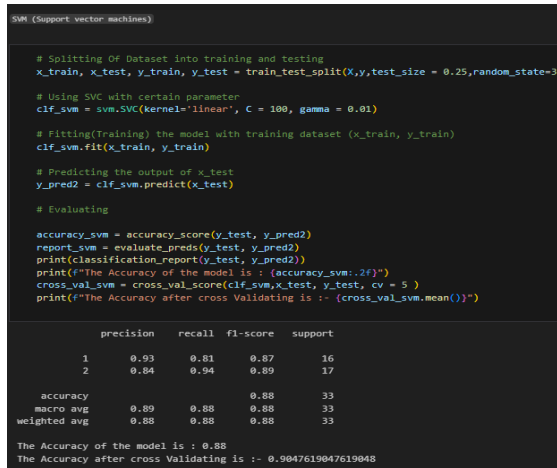 SVM (Support vector machines)
# Splitting Of Dataset into training and testing
x_train, x_test, y_train, y_test = train_test_split(X,y,test_size = 0.25,random_state=3
# Using SVC with certain parameter
clf_svm = svm.SVC(kernel='linear', C = 100, gamma = 0.01)
# Fitting(Training) the model with training dataset (x_train, y_train)
clf_svm.fit(x_train, y_train)
# Predicting the output of x_test
y_pred2 = clf_svm.predict(x_test)
# Evaluating
accuracy_svm = accuracy_score(y_test, y_pred2)
report_svm = evaluate_preds(y_test, y_pred2)
print(classification_report(y_test, y_pred2))
print(f"The Accuracy of the model is : {accuracy_svm:.2f}")
cross_val_svm = cross_val_score(clf_svm,x_test, y_test, cv = 5 )
print(f"The Accuracy after cross Validating is :- {cross_val_svm.mean()}")
precision recall f1-score support
1 0.93 0.81 0.87 16
2 0.84 0.94 0.89 17
accuracy 0.88 33
macro avg 0.89 0.88 0.88 33
weighted avg 0.88 0.88 0.88 33
The Accuracy of the model is : 0.88
The Accuracy after cross Validating is :- 0.9047619047619048